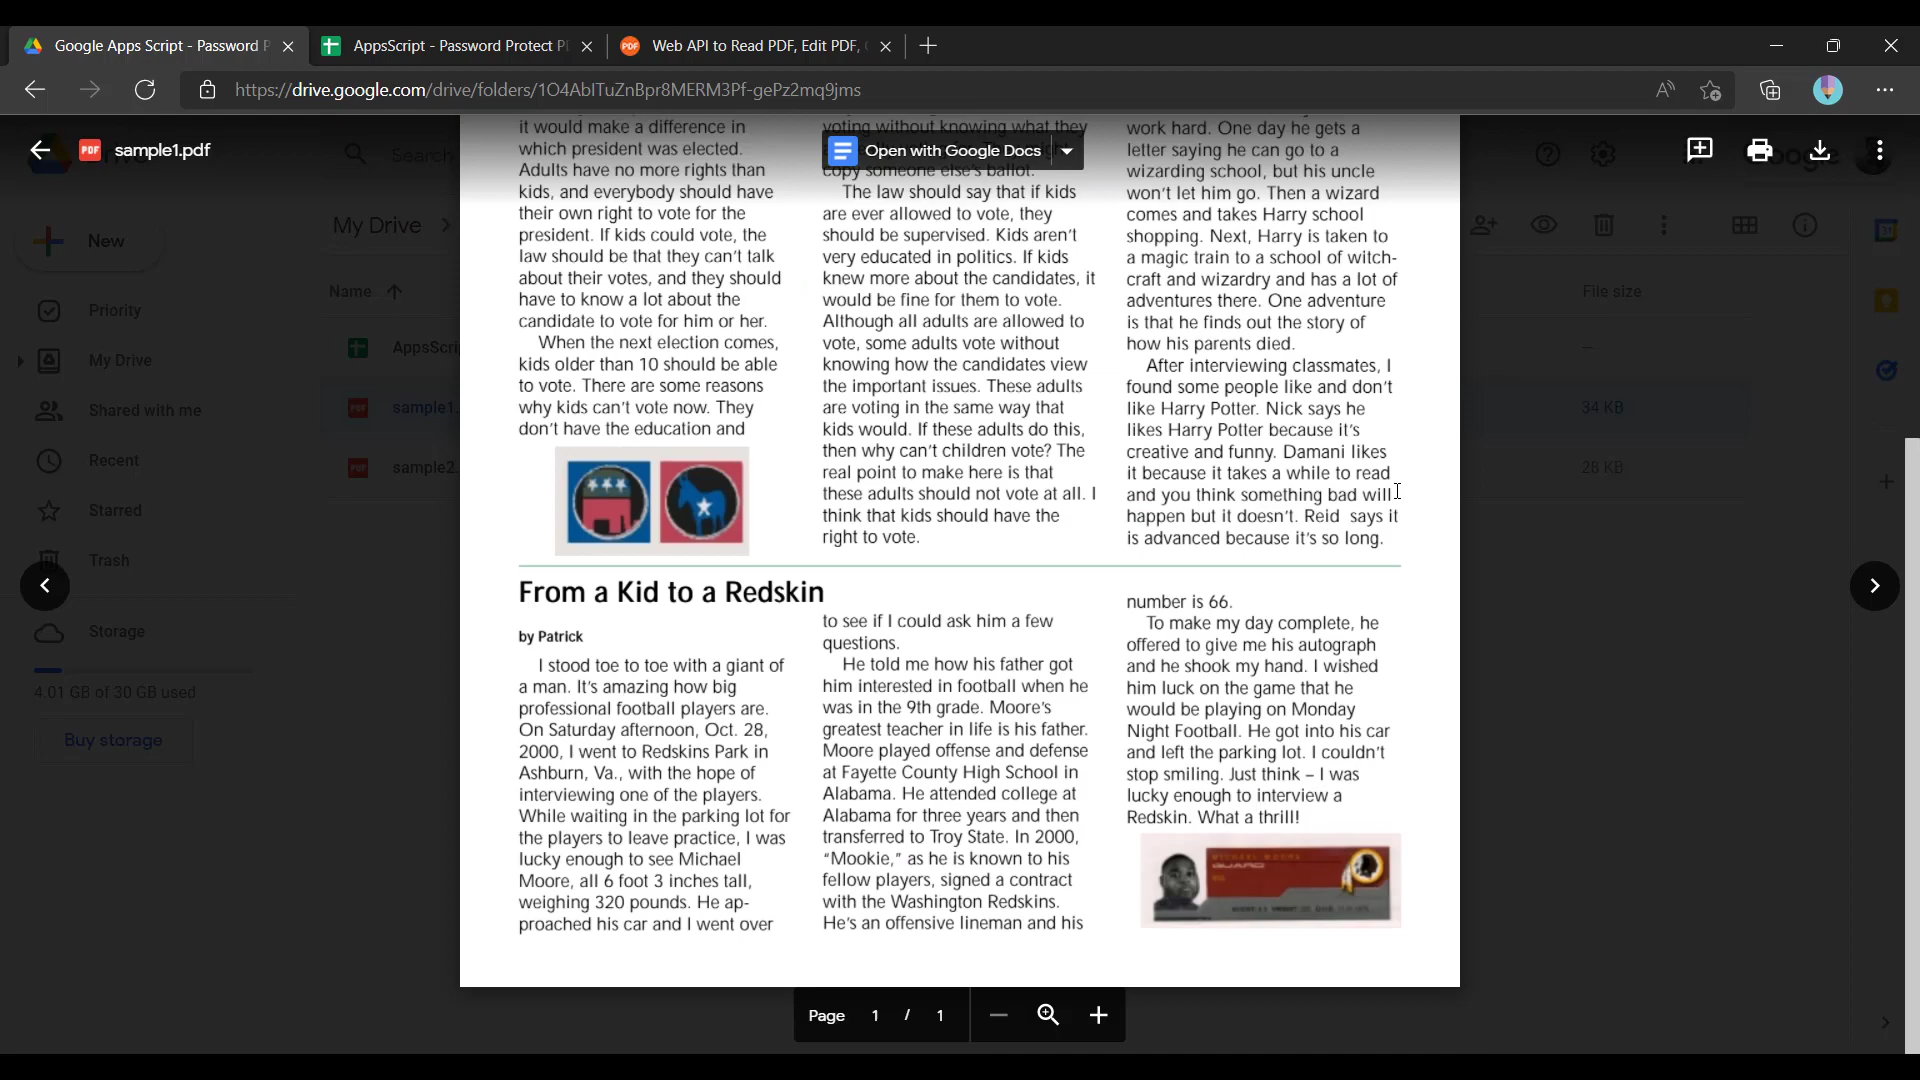 Google Apps Script - Password P
AppsScript - Password Protect P
PDF
Web API to Read PDF, Edit PDF,
https://drive.google.com/drive/folders/1O4AbITuZnBpr8MERM3Pf-gePz2mq9jms
PDF
sample1.pdf
Search
Open with Google Docs
My Drive
New
Priority
My Drive
Shared with me
Recent
Starred
Trash
Storage
4.01 GB of 30 GB used
Buy storage
Name
AppsScri
sample1.
sample2.
File size
34 KB
28 KB
it would make a difference in
which president was elected.
Adults have no more rights than
kids, and everybody should have
their own right to vote for the
president. If kids could vote, the
law should be that they can't talk
about their votes, and they should
have to know a lot about the
candidate to vote for him or her.
When the next election comes,
kids older than 10 should be able
to vote. There are some reasons
why kids can't vote now. They
don't have the education and
voting without knowing what they
copy someone else's ballot.
The law should say that if kids
are ever allowed to vote, they
should be supervised. Kids aren't
very educated in politics. If kids
knew more about the candidates, it
would be fine for them to vote.
Although all adults are allowed to
vote, some adults vote without
knowing how the candidates view
the important issues. These adults
are voting in the same way that
kids would. If these adults do this,
then why can't children vote? The
real point to make here is that
these adults should not vote at all. I
think that kids should have the
right to vote.
work hard. One day he gets a
letter saying he can go to a
wizarding school, but his uncle
won't let him go. Then a wizard
comes and takes Harry school
shopping. Next, Harry is taken to
a magic train to a school of witch-
craft and wizardry and has a lot of
adventures there. One adventure
is that he finds out the story of
how his parents died.
After interviewing classmates, I
found some people like and don't
like Harry Potter. Nick says he
likes Harry Potter because it's
creative and funny. Damani likes
it because it takes a while to read
and you think something bad will
happen but it doesn't. Reid says it
is advanced because it's so long.
From a Kid to a Redskin
by Patrick
I stood toe to toe with a giant of
a man. It's amazing how big
professional football players are.
On Saturday afternoon, Oct. 28,
2000, I went to Redskins Park in
Ashburn, Va., with the hope of
interviewing one of the players.
While waiting in the parking lot for
the players to leave practice, I was
lucky enough to see Michael
Moore, all 6 foot 3 inches tall,
weighing 320 pounds. He ap-
proached his car and I went over
to see if I could ask him a few
questions.
He told me how his father got
him interested in football when he
was in the 9th grade. Moore's
greatest teacher in life is his father.
Moore played offense and defense
at Fayette County High School in
Alabama. He attended college at
Alabama for three years and then
transferred to Troy State. In 2000,
"Mookie," as he is known to his
fellow players, signed a contract
with the Washington Redskins.
He's an offensive lineman and his
number is 66.
To make my day complete, he
offered to give me his autograph
and he shook my hand. I wished
him luck on the game that he
would be playing on Monday
Night Football. He got into his car
and left the parking lot. I couldn't
stop smiling. Just think – I was
lucky enough to interview a
Redskin. What a thrill!
MICHAEL MOORE
GUARD
Page 1 / 1